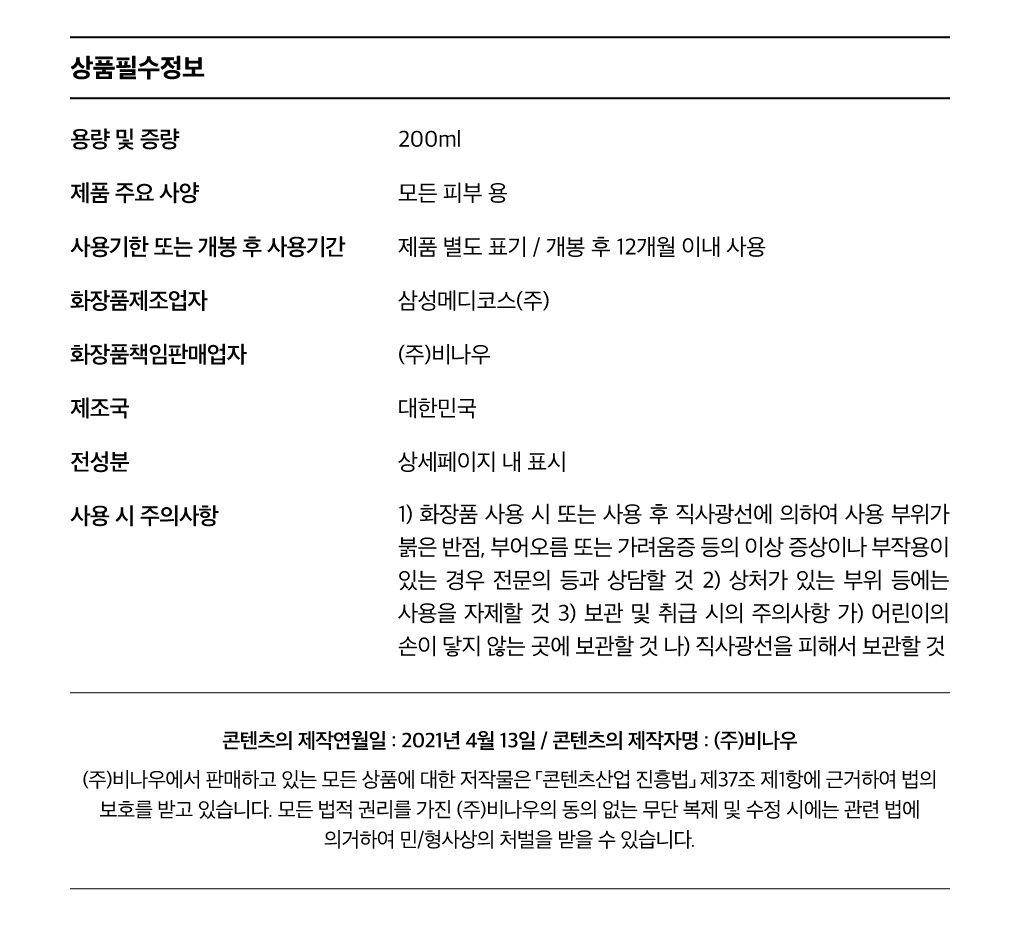 상품필수정보
용량 및 중량 200ml
제품 주요 사양 모든 피부 용
사용기한 또는 개봉 후 사용기간 제품 별도 표기 / 개봉 후 12개월 이내 사용
화장품제조업자 삼성메디코스(주)
화장품책임판매업자 (주)비나우
제조국 대한민국
전성분 상세페이지 내 표시
사용 시 주의사항 1) 화장품 사용 시 또는 사용 후 직사광선에 의하여 사용 부위가
붉은 반점, 부어오름 또는 가려움증 등의 이상 증상이나 부작용이
있는 경우 전문의 등과 상담할 것 2) 상처가 있는 부위 등에는
사용을 자제할 것 3) 보관 및 취급 시의 주의사항 가) 어린이의
손이 닿지 않는 곳에 보관할 것 나) 직사광선을 피해서 보관할 것
콘텐츠의 제작연월일 : 2021년 4월 13일 / 콘텐츠의 제작자명 : (주)비나우
(주)비나우에서 판매하고 있는 모든 상품에 대한 저작물은 「콘텐츠산업 진흥법」 제37조 제1항에 근거하여 법의
보호를 받고 있습니다. 모든 법적 권리를 가진 (주)비나우의 동의 없는 무단 복제 및 수정 시에는 관련 법에
의거하여 민/형사상의 처벌을 받을 수 있습니다.